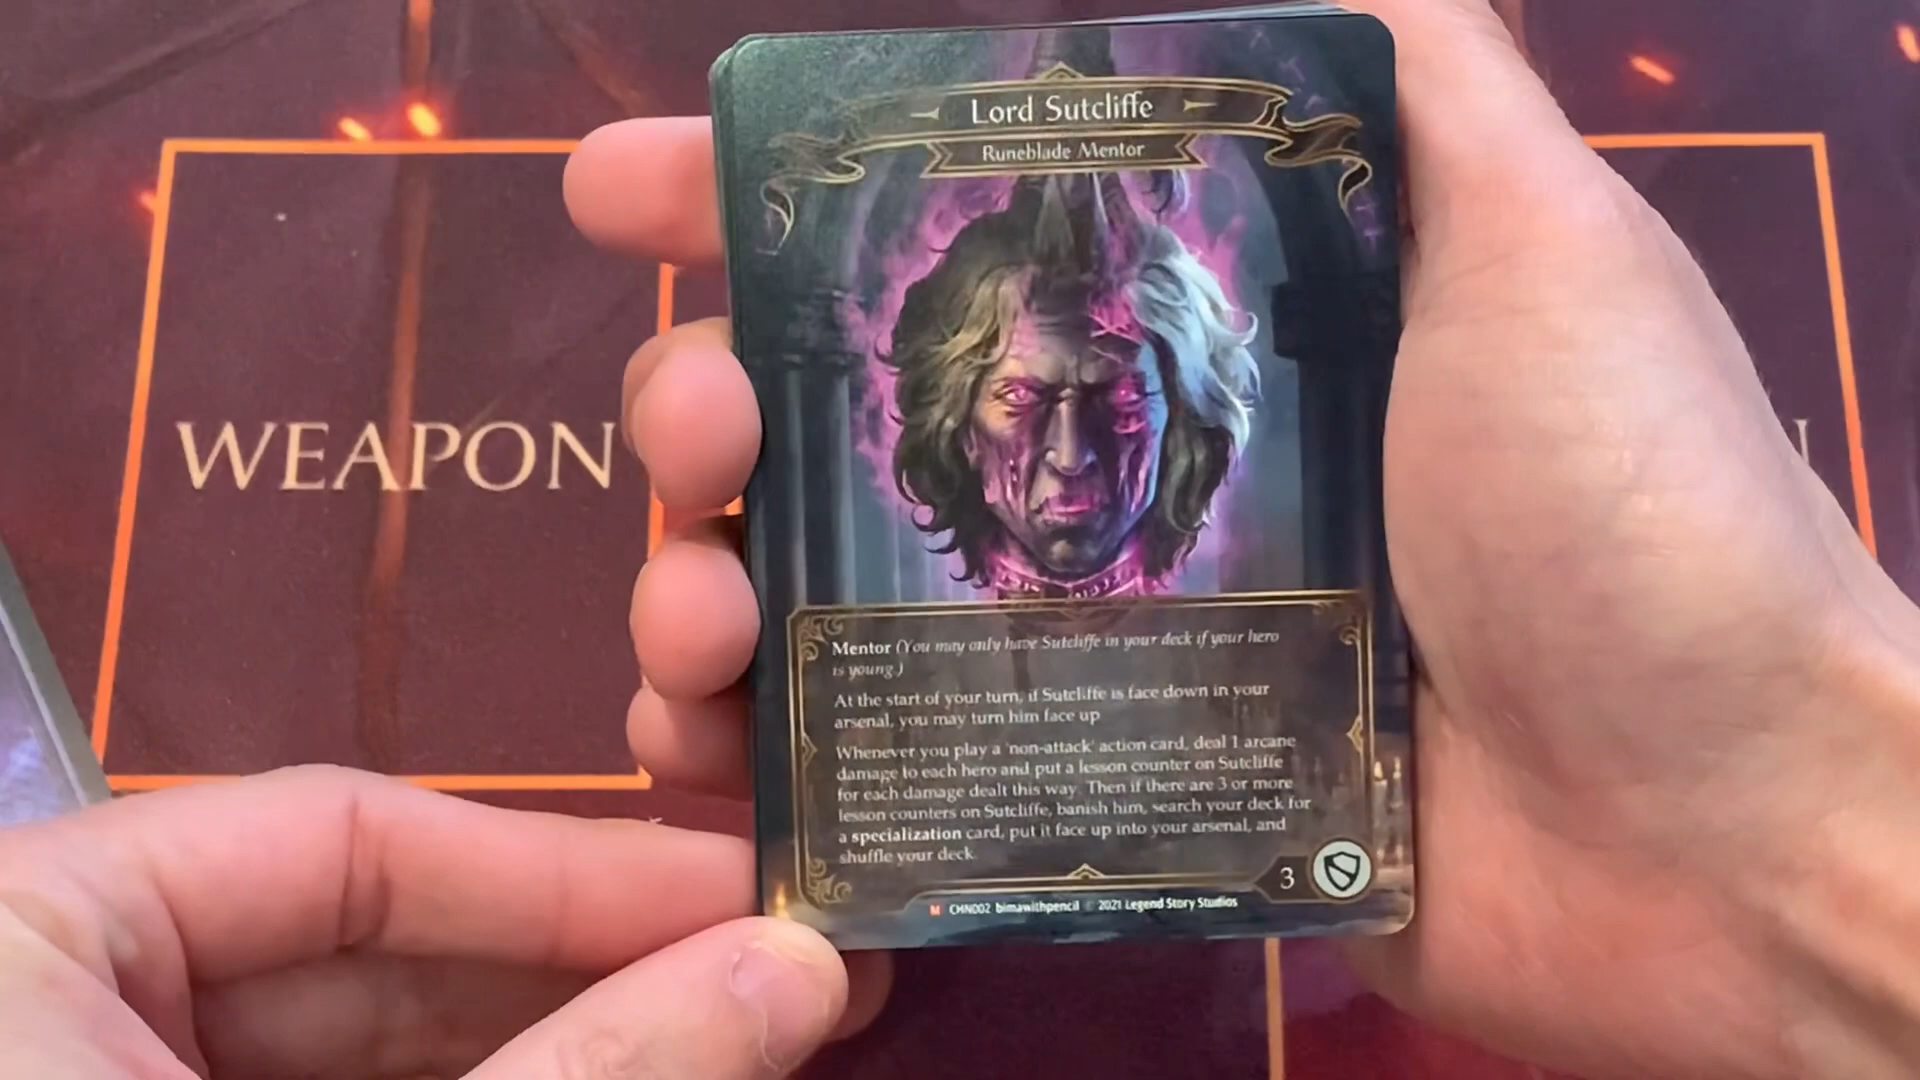 Lord Sutcliffe
Runeblade Mentor
WEAPON
N
Mentor (You may only have Sutcliffe in your deck if your hero
is young.)
At the start of your turn, if Sutcliffe is face down in your
arsenal, you may turn him face up
Whenever you play a 'non-attack' action card, deal 1 arcane
damage to each hero and put a lesson counter on Sutcliffe
for each damage dealt this way. Then if there are 3 or more
lesson counters on Sutcliffe, banish him, search your deck for
a specialization card, put it face up into your arsenal, and
shuffle your deck.
3
M CHN002 bimawithpencil © 2021 Legend Story Studios